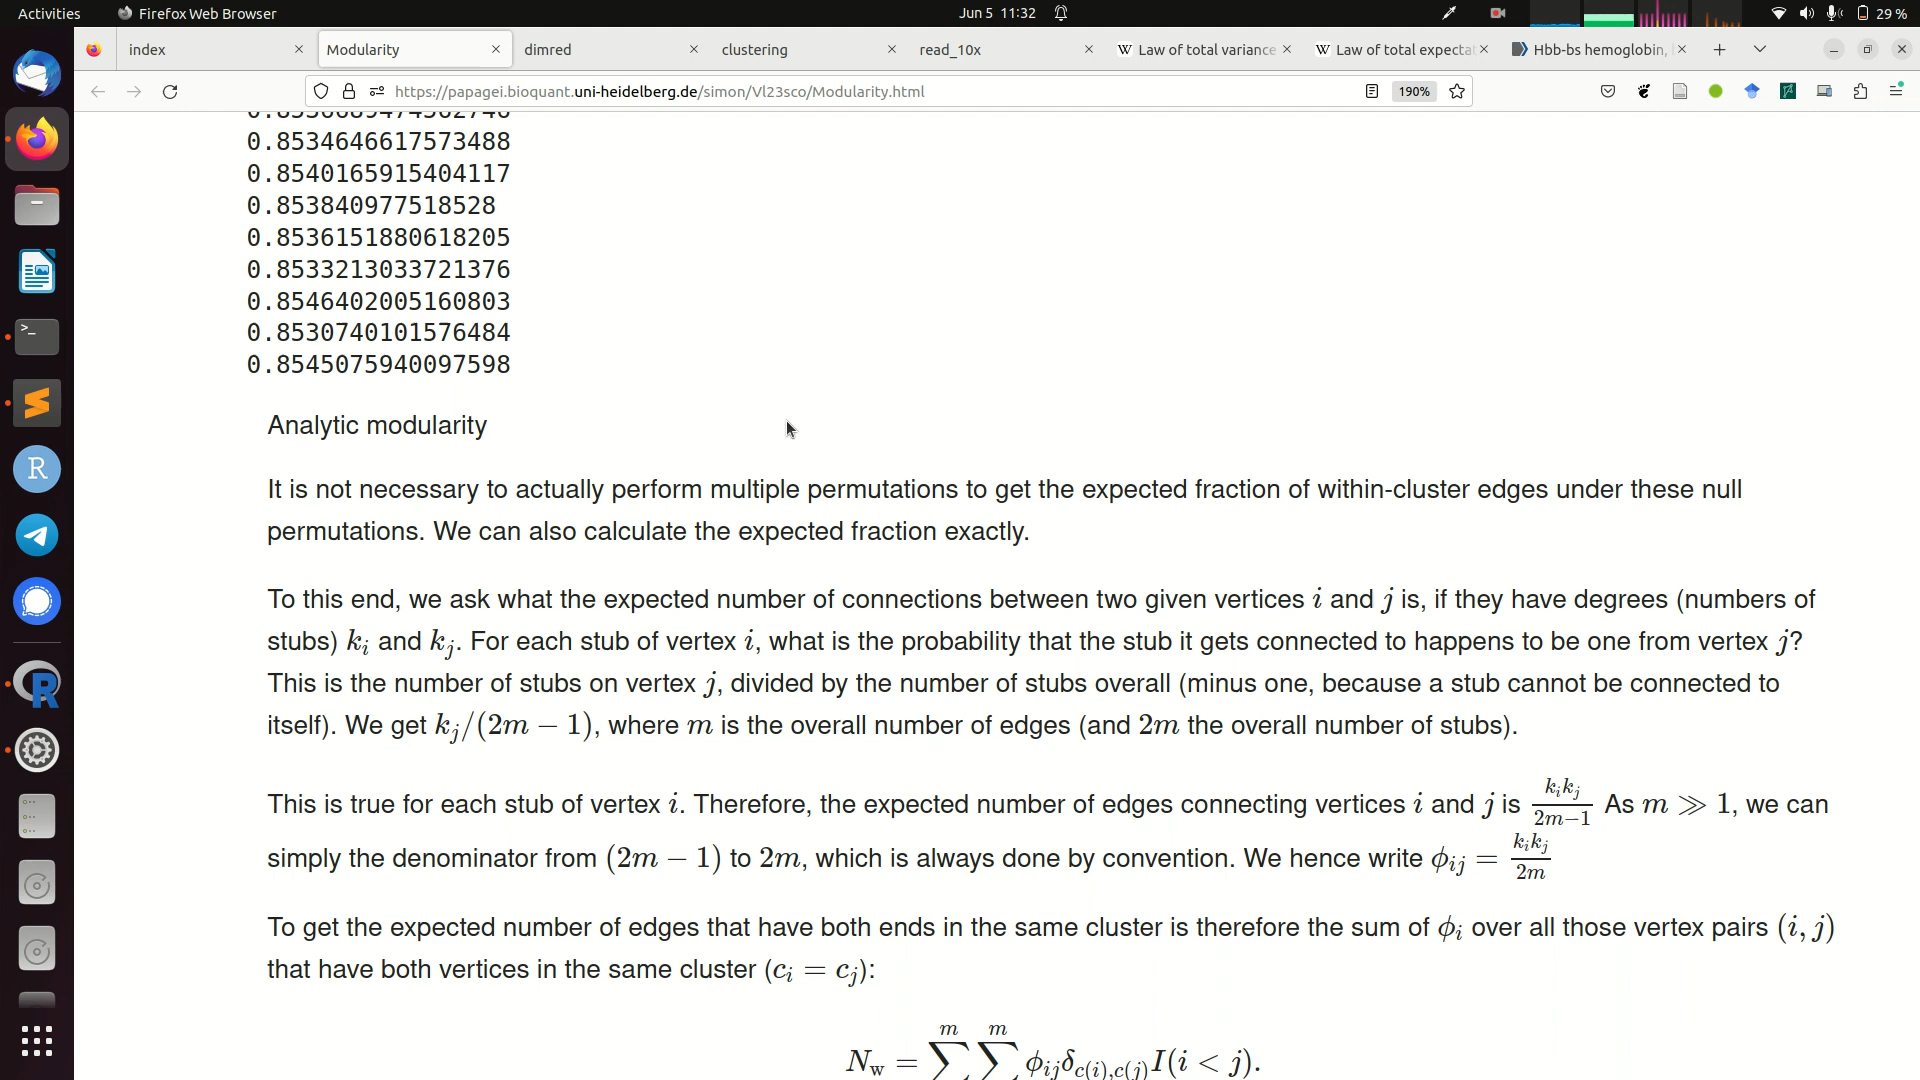 Activities Firefox Web Browser Jun 5 11:32 29 %
index Modularity dimred clustering read_10x Law of total variance Law of total expecta Hbb-bs hemoglobin,
https://papagei.bioquant.uni-heidelberg.de/simon/Vl23sco/Modularity.html 190%
0.8534646617573488
0.8540165915404117
0.853840977518528
0.8536151880618205
0.8533213033721376
0.8546402005160803
0.8530740101576484
0.8545075940097598
Analytic modularity
It is not necessary to actually perform multiple permutations to get the expected fraction of within-cluster edges under these null
permutations. We can also calculate the expected fraction exactly.
To this end, we ask what the expected number of connections between two given vertices i and j is, if they have degrees (numbers of
stubs) k_i and k_j. For each stub of vertex i, what is the probability that the stub it gets connected to happens to be one from vertex j?
This is the number of stubs on vertex j, divided by the number of stubs overall (minus one, because a stub cannot be connected to
itself). We get k_j/(2m − 1), where m is the overall number of edges (and 2m the overall number of stubs).
This is true for each stub of vertex i. Therefore, the expected number of edges connecting vertices i and j is k_i k_j / 2m−1 As m ≫ 1, we can
simply the denominator from (2m − 1) to 2m, which is always done by convention. We hence write ϕ_ij = k_i k_j / 2m
To get the expected number of edges that have both ends in the same cluster is therefore the sum of ϕ_i over all those vertex pairs (i, j)
that have both vertices in the same cluster (c_i = c_j):
N_w = ∑^m ∑^m ϕ_ij δ_c(i),c(j) I(i < j).